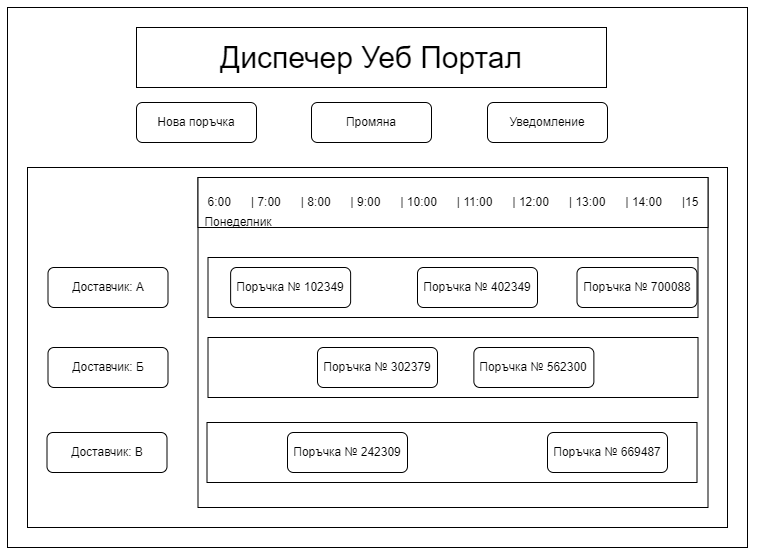 Диспечер Уеб Портал
Нова поръчка Промяна Уведомление
6:00 | 7:00 | 8:00 | 9:00 | 10:00 | 11:00 | 12:00 | 13:00 | 14:00 |15
Понеделник
Доставчик: А Поръчка № 102349 Поръчка № 402349 Поръчка № 700088
Доставчик: Б Поръчка № 302379 Поръчка № 562300
Доставчик: В Поръчка № 242309 Поръчка № 669487